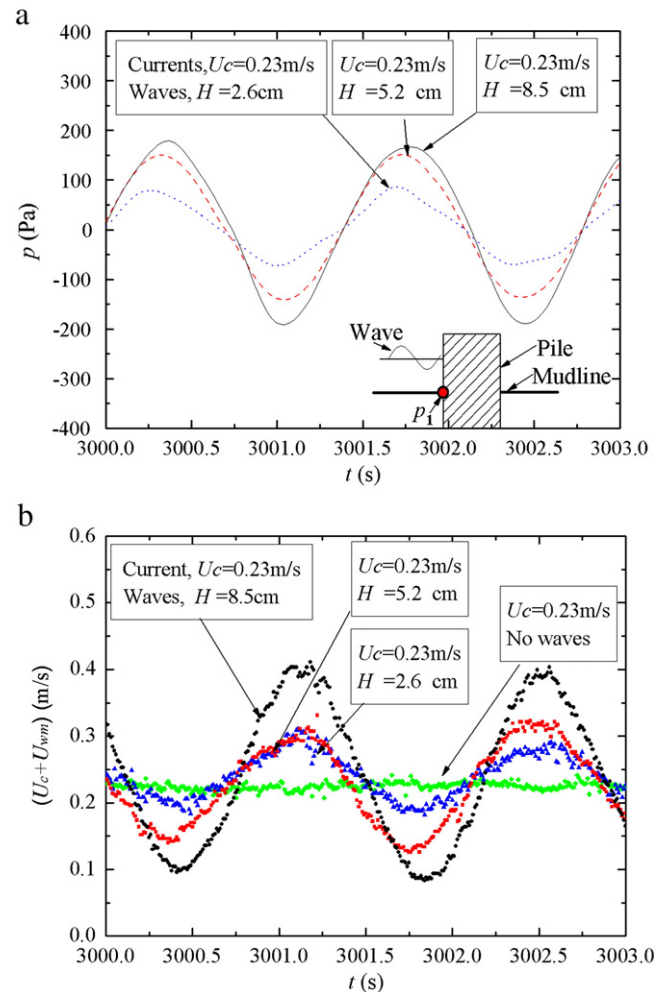 a
400
300
200
100
0
-100
-200
-300
-400
p (Pa)
Currents,Uc=0.23m/s
Waves, H =2.6cm
Uc=0.23m/s
H =5.2 cm
Uc=0.23m/s
H =8.5 cm
Wave
Pile
Mudline
p1
3000.0 3000.5 3001.0 3001.5 3002.0 3002.5 3003.0
t (s)
b
0.6
0.5
0.4
0.3
0.2
0.1
0.0
(Uc+Uwm) (m/s)
Current, Uc=0.23m/s
Waves, H=8.5cm
Uc=0.23m/s
H =5.2 cm
Uc=0.23m/s
H =2.6 cm
Uc=0.23m/s
No waves
3000.0 3000.5 3001.0 3001.5 3002.0 3002.5 3003.0
t (s)